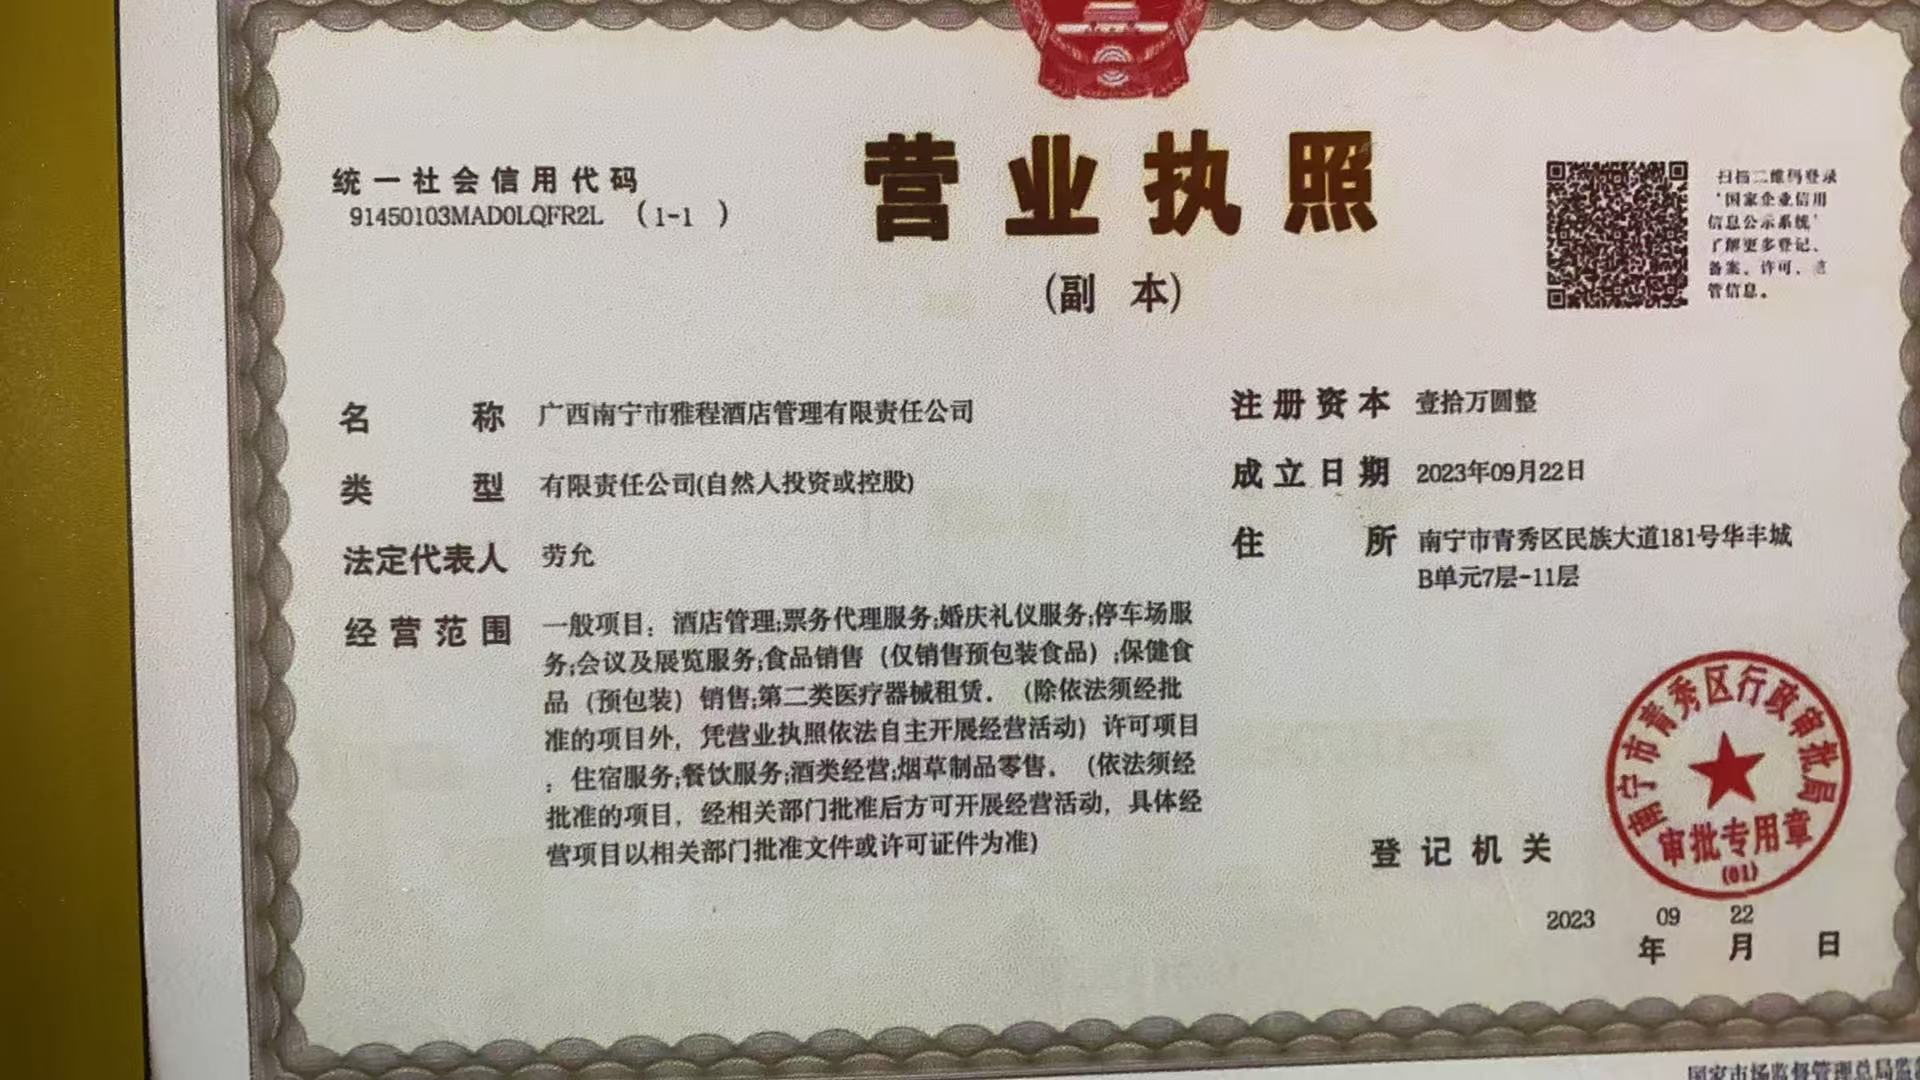 营业执照
(副 本)
统一社会信用代码
91450103MAD0LQFR2L （1-1 ）
扫描二维码登录
'国家企业信用
信息公示系统'
了解更多登记、
备案、许可、
管信息。
名 称 广西南宁市雅程酒店管理有限责任公司
类 型 有限责任公司(自然人投资或控股)
法定代表人 劳允
经营范围 一般项目：酒店管理;票务代理服务;婚庆礼仪服务;停车场服
务;会议及展览服务;食品销售（仅销售预包装食品）;保健食
品（预包装）销售;第二类医疗器械租赁．（除依法须经批
准的项目外，凭营业执照依法自主开展经营活动）许可项目
：住宿服务;餐饮服务;酒类经营;烟草制品零售．（依法须经
批准的项目，经相关部门批准后方可开展经营活动，具体经
营项目以相关部门批准文件或许可证件为准）
注册资本 壹拾万圆整
成立日期 2023年09月22日
住 所 南宁市青秀区民族大道181号华丰城
B单元7层-11层
登记机关
南宁市青秀区行政审批局
审批专用章
(01)
2023 09 22
年 月 日
国家市场监督管理总局监